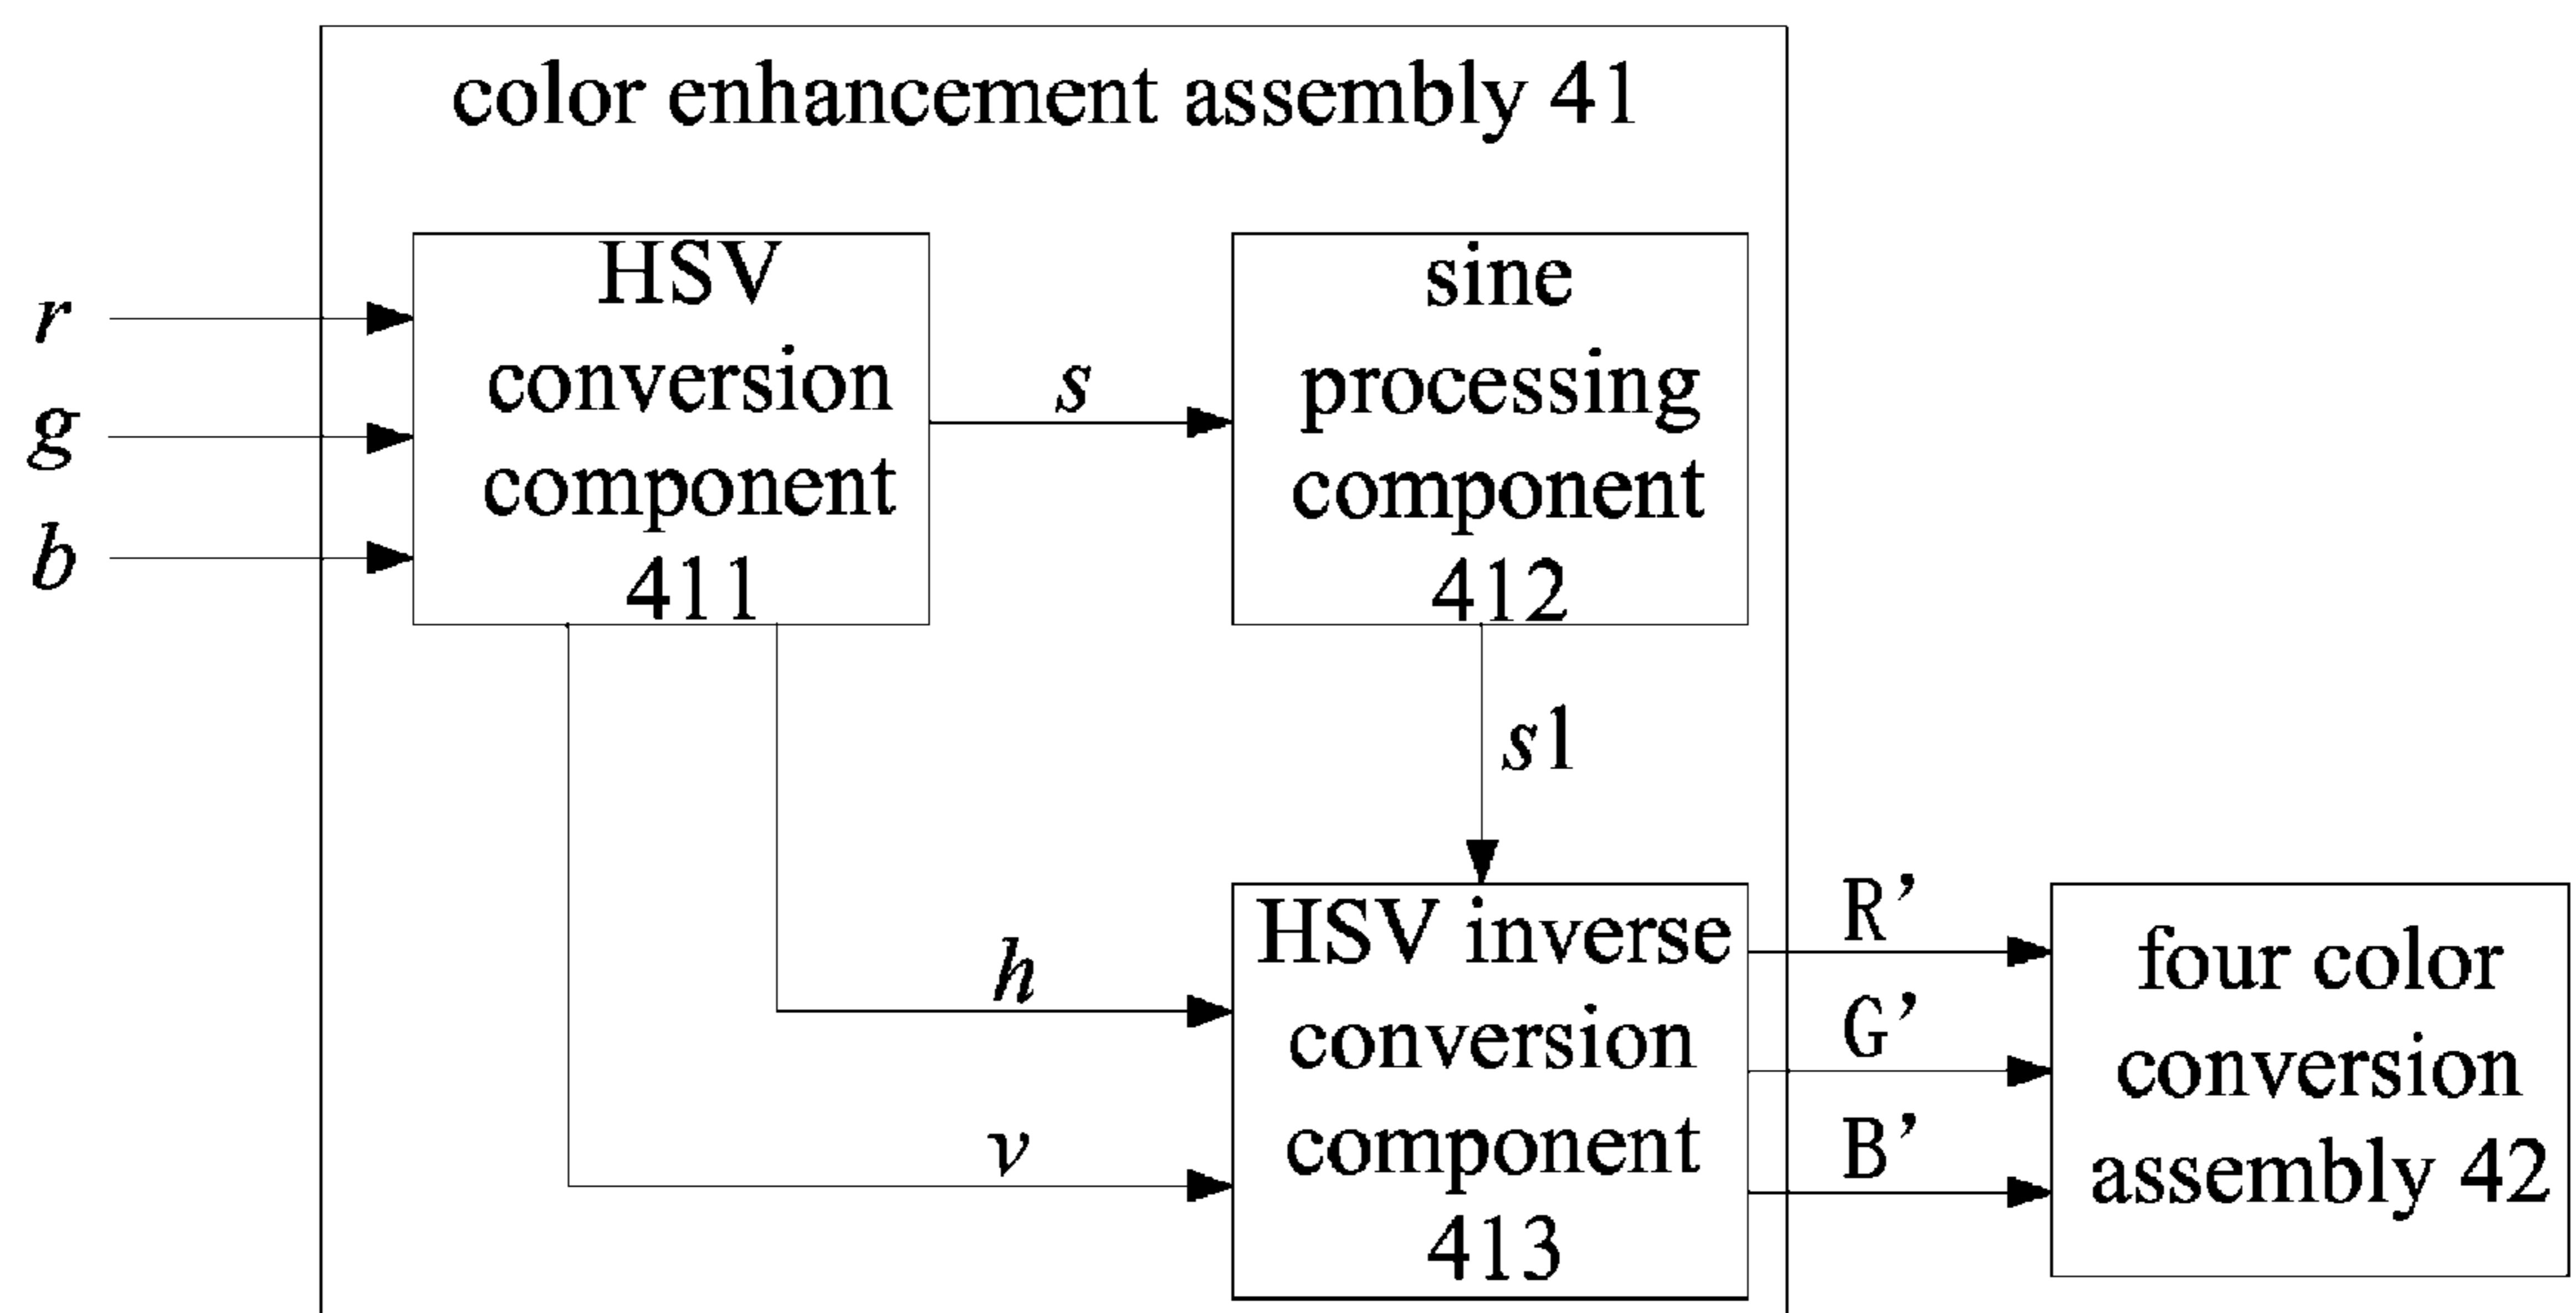 color enhancement assembly 41
r
g
b
HSV
conversion
component
411
s
sine
processing
component
412
s1
h
v
HSV inverse
conversion
component
413
R’
G’
B’
four color
conversion
assembly 42